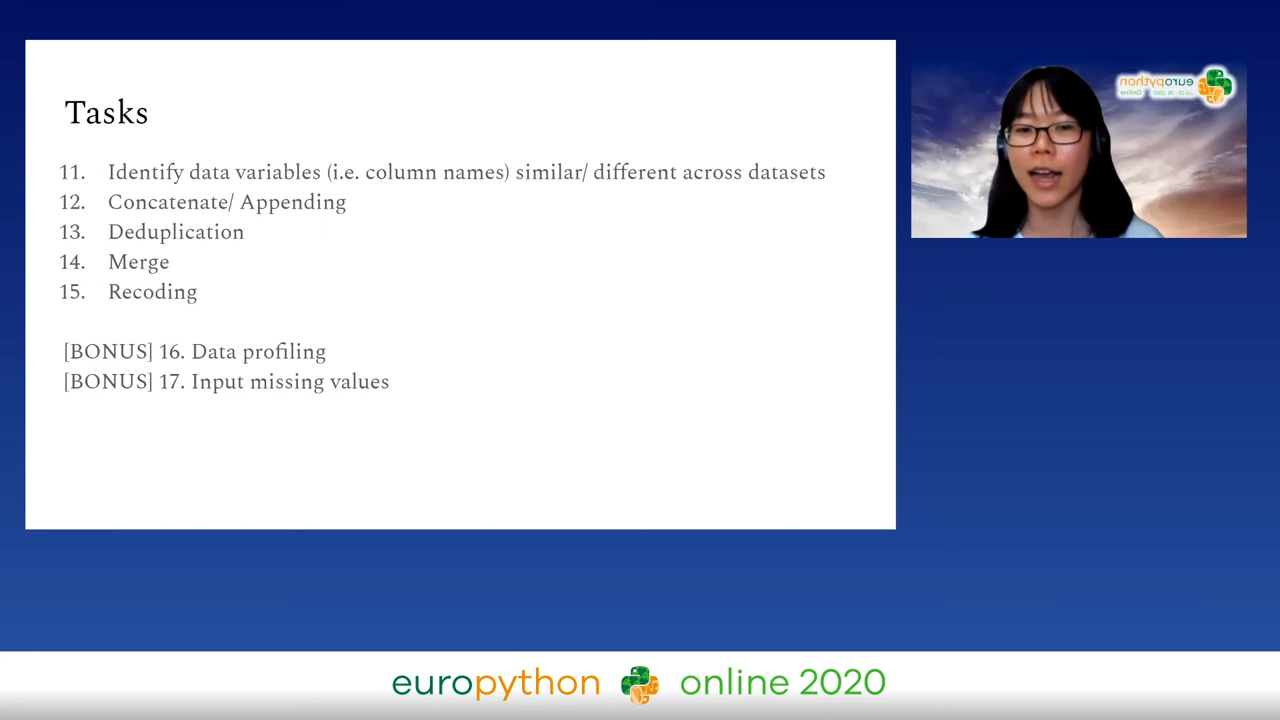 Tasks
11. Identify data variables (i.e. column names) similar/ different across datasets
12. Concatenate/ Appending
13. Deduplication
14. Merge
15. Recoding
[BONUS] 16. Data profiling
[BONUS] 17. Input missing values
europython
europython online 2020